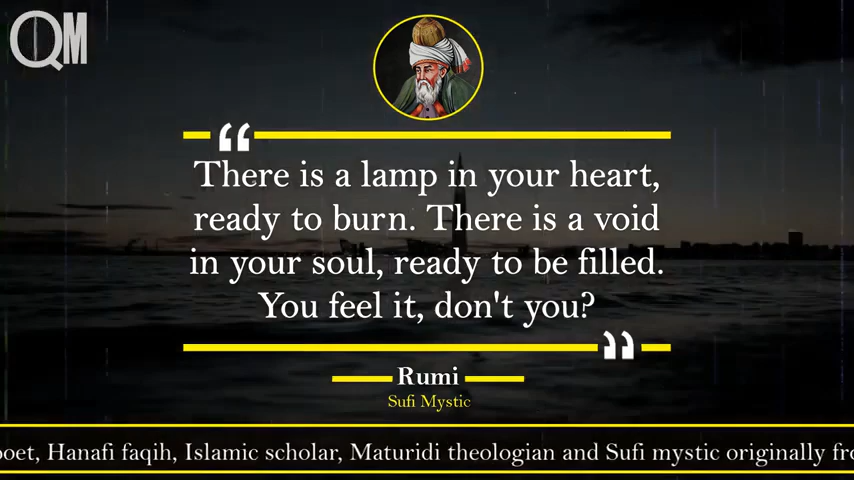 QM
“
There is a lamp in your heart,
ready to burn. There is a void
in your soul, ready to be filled.
You feel it, don't you?
”
Rumi
Sufi Mystic
poet, Hanafi faqih, Islamic scholar, Maturidi theologian and Sufi mystic originally fro